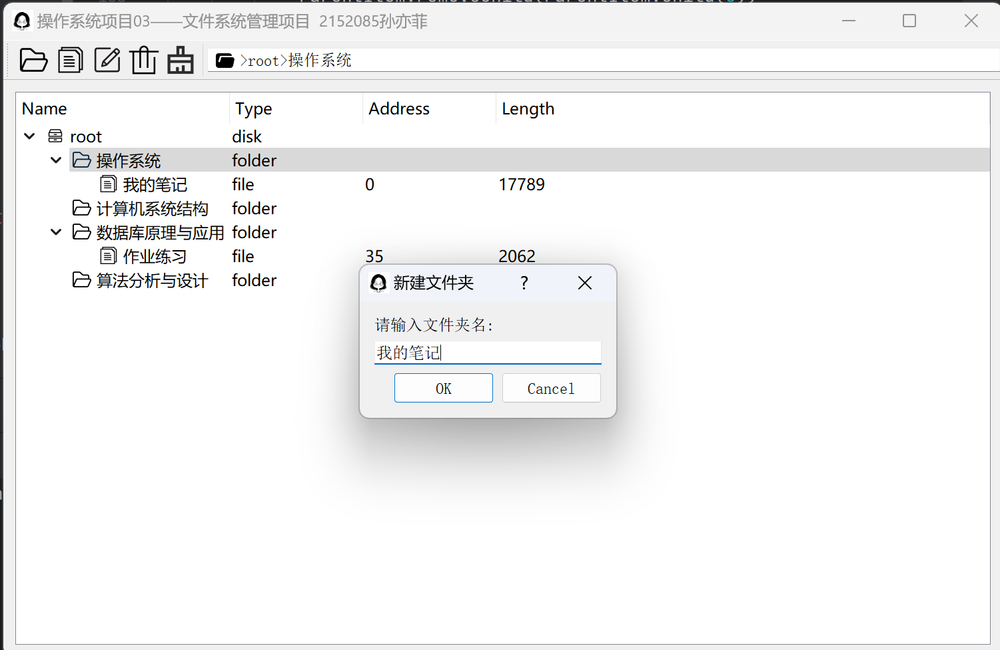 操作系统项目03——文件系统管理项目 2152085孙亦菲
>root>操作系统
Name Type Address Length
root disk
操作系统 folder
我的笔记 file 0 17789
计算机系统结构 folder
数据库原理与应用 folder
作业练习 file 35 2062
算法分析与设计 folder
新建文件夹 ?
请输入文件夹名:
我的笔记
OK Cancel